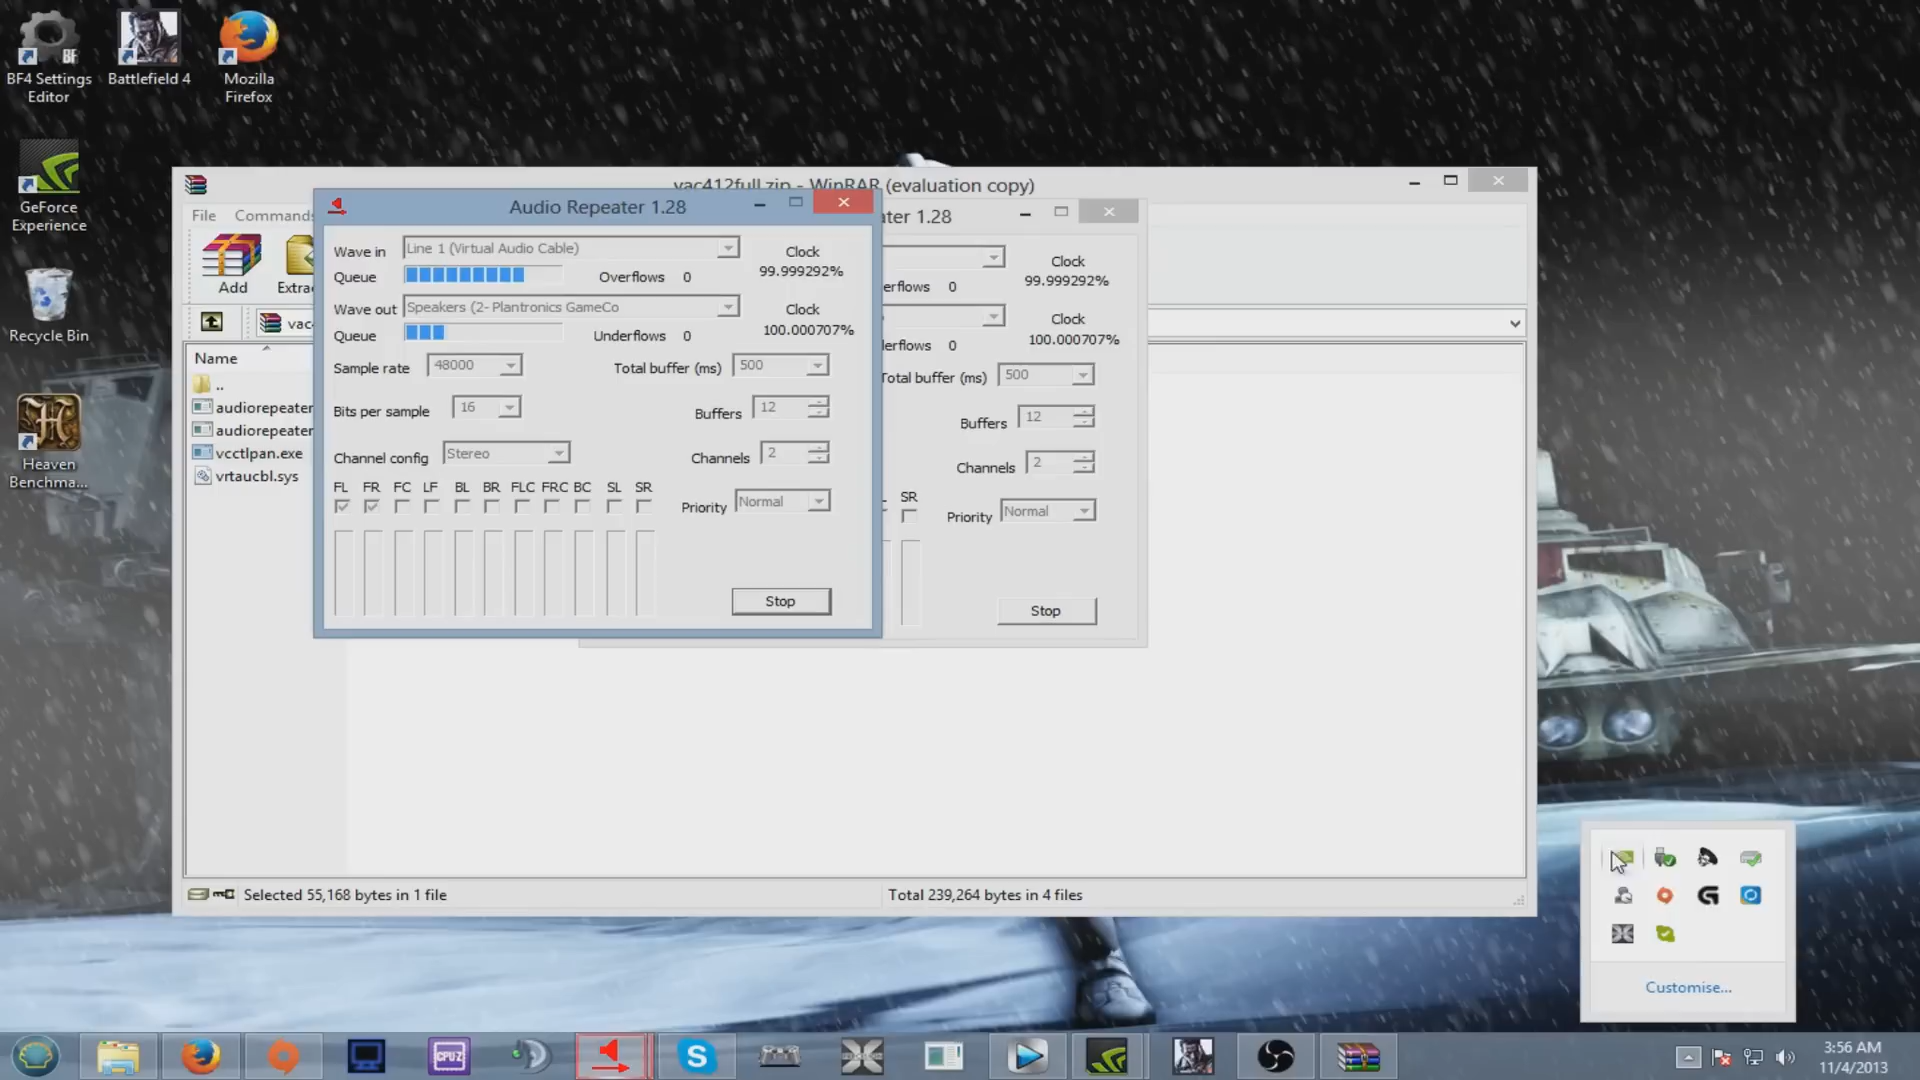 BF4 Settings
Editor
Battlefield 4
Mozilla
Firefox
GeForce
Experience
Recycle Bin
Heaven
Benchma...
vac412full.zip - WinRAR (evaluation copy)
File
Commands
Add
Extra
vac
Name
..
audiorepeater
audiorepeater
vcctlpan.exe
vrtaucbl.sys
Selected 55,168 bytes in 1 file
Total 239,264 bytes in 4 files
Audio Repeater 1.28
Wave in
Line 1 (Virtual Audio Cable)
Clock
99.999292%
Queue
Overflows 0
Wave out
Speakers (2- Plantronics GameCo
Clock
100.000707%
Queue
Underflows 0
Sample rate 48000
Total buffer (ms) 500
Bits per sample 16
Buffers 12
Channel config Stereo
Channels 2
FL FR FC LF BL BR FLC FRC BC SL SR
Priority Normal
Stop
ater 1.28
Clock
99.999292%
erflows 0
Clock
100.000707%
lerflows 0
Total buffer (ms) 500
Buffers 12
Channels 2
SR
Priority Normal
Stop
Customise...
CPU-Z
3:56 AM
11/4/2013